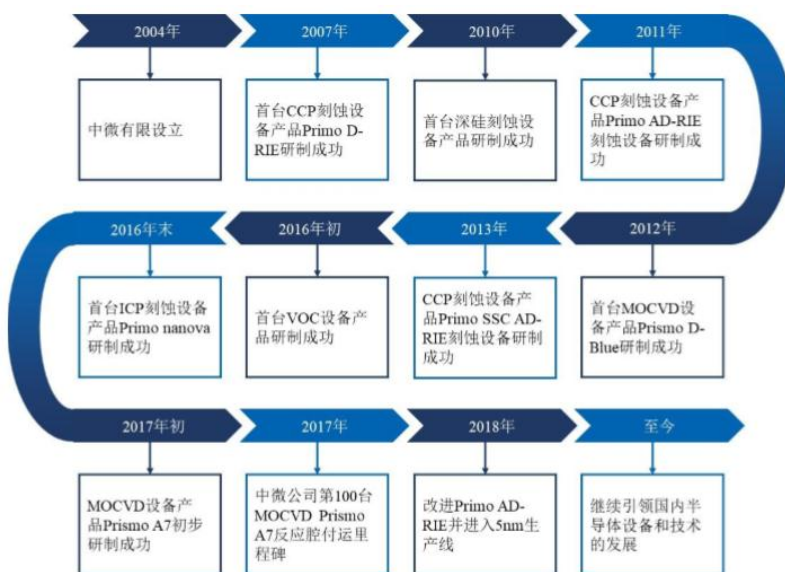 2004年
2007年
2010年
2011年
中微有限设立
首台CCP刻蚀设
备产品Primo D-
RIE研制成功
首台深硅刻蚀设
备产品研制成功
CCP刻蚀设备产
品Primo AD-RIE
刻蚀设备研制成
功
2016年末
2016年初
2013年
2012年
首台ICP刻蚀设备
产品Primo nanova
研制成功
首台VOC设备产
品研制成功
CCP刻蚀设备产
品Primo SSC AD-
RIE刻蚀设备研制
成功
首台MOCVD设
备产品Prismo D-
Blue研制成功
2017年初
2017年
2018年
至今
MOCVD设备产
品Prismo A7初步
研制成功
中微公司第100台
MOCVD Prismo
A7反应腔付运里
程碑
改进Primo AD-
RIE并进入5nm生
产线
继续引领国内半
导体设备和技术
的发展